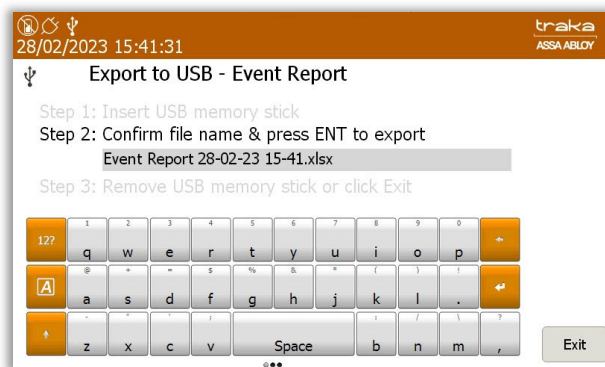 traka
28/02/2023 15:41:31
ASSA ABLOY
Export to USB - Event Report
Step 1: Insert USB memory stick
Step 2: Confirm file name & press ENT to export
Event Report 28-02-23 15-41.xlsx
Step 3: Remove USB memory stick or click Exit
1 2 3 4 5 6 7 8 9 0
12? q w e r t y u i o p
@ + = $ % & * ( ) !
A a s d f g h j k l .
- " ' ; : / \ ?
z x c v Space b n m ,
Exit